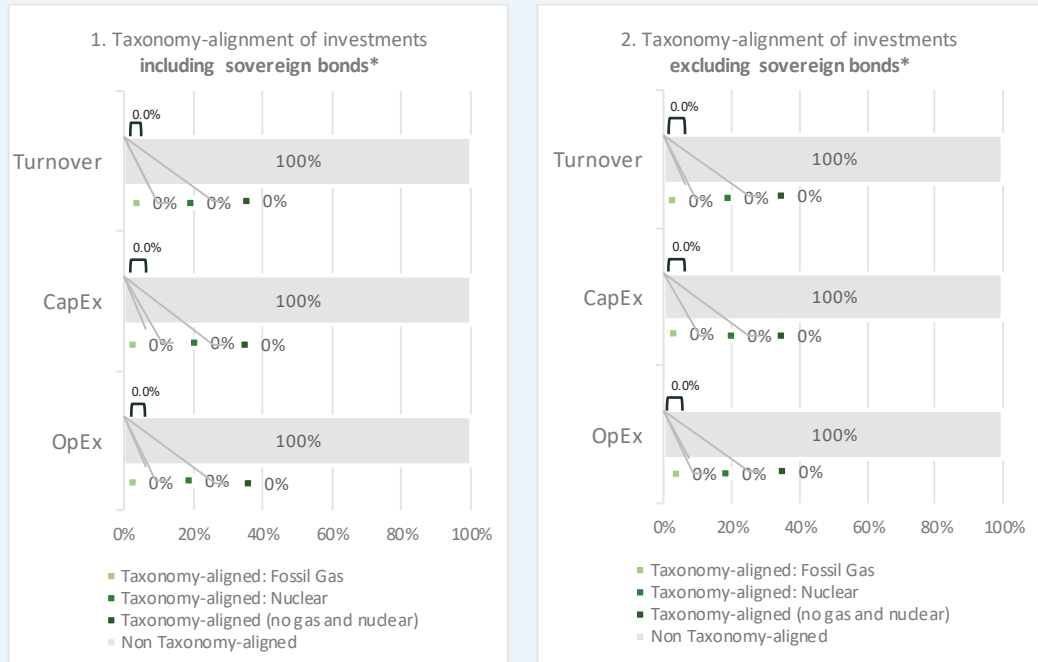 1. Taxonomy-alignment of investments
including sovereign bonds*
0.0%
Turnover
100%
0% 0% 0%
0.0%
CapEx
100%
0% 0% 0%
0.0%
OpEx
100%
0% 0% 0%
0% 20% 40% 60% 80% 100%
Taxonomy-aligned: Fossil Gas
Taxonomy-aligned: Nuclear
Taxonomy-aligned (no gas and nuclear)
Non Taxonomy-aligned
2. Taxonomy-alignment of investments
excluding sovereign bonds*
0.0%
Turnover
100%
0% 0% 0%
0.0%
CapEx
100%
0% 0% 0%
0.0%
OpEx
100%
0% 0% 0%
0% 20% 40% 60% 80% 100%
Taxonomy-aligned: Fossil Gas
Taxonomy-aligned: Nuclear
Taxonomy-aligned (no gas and nuclear)
Non Taxonomy-aligned